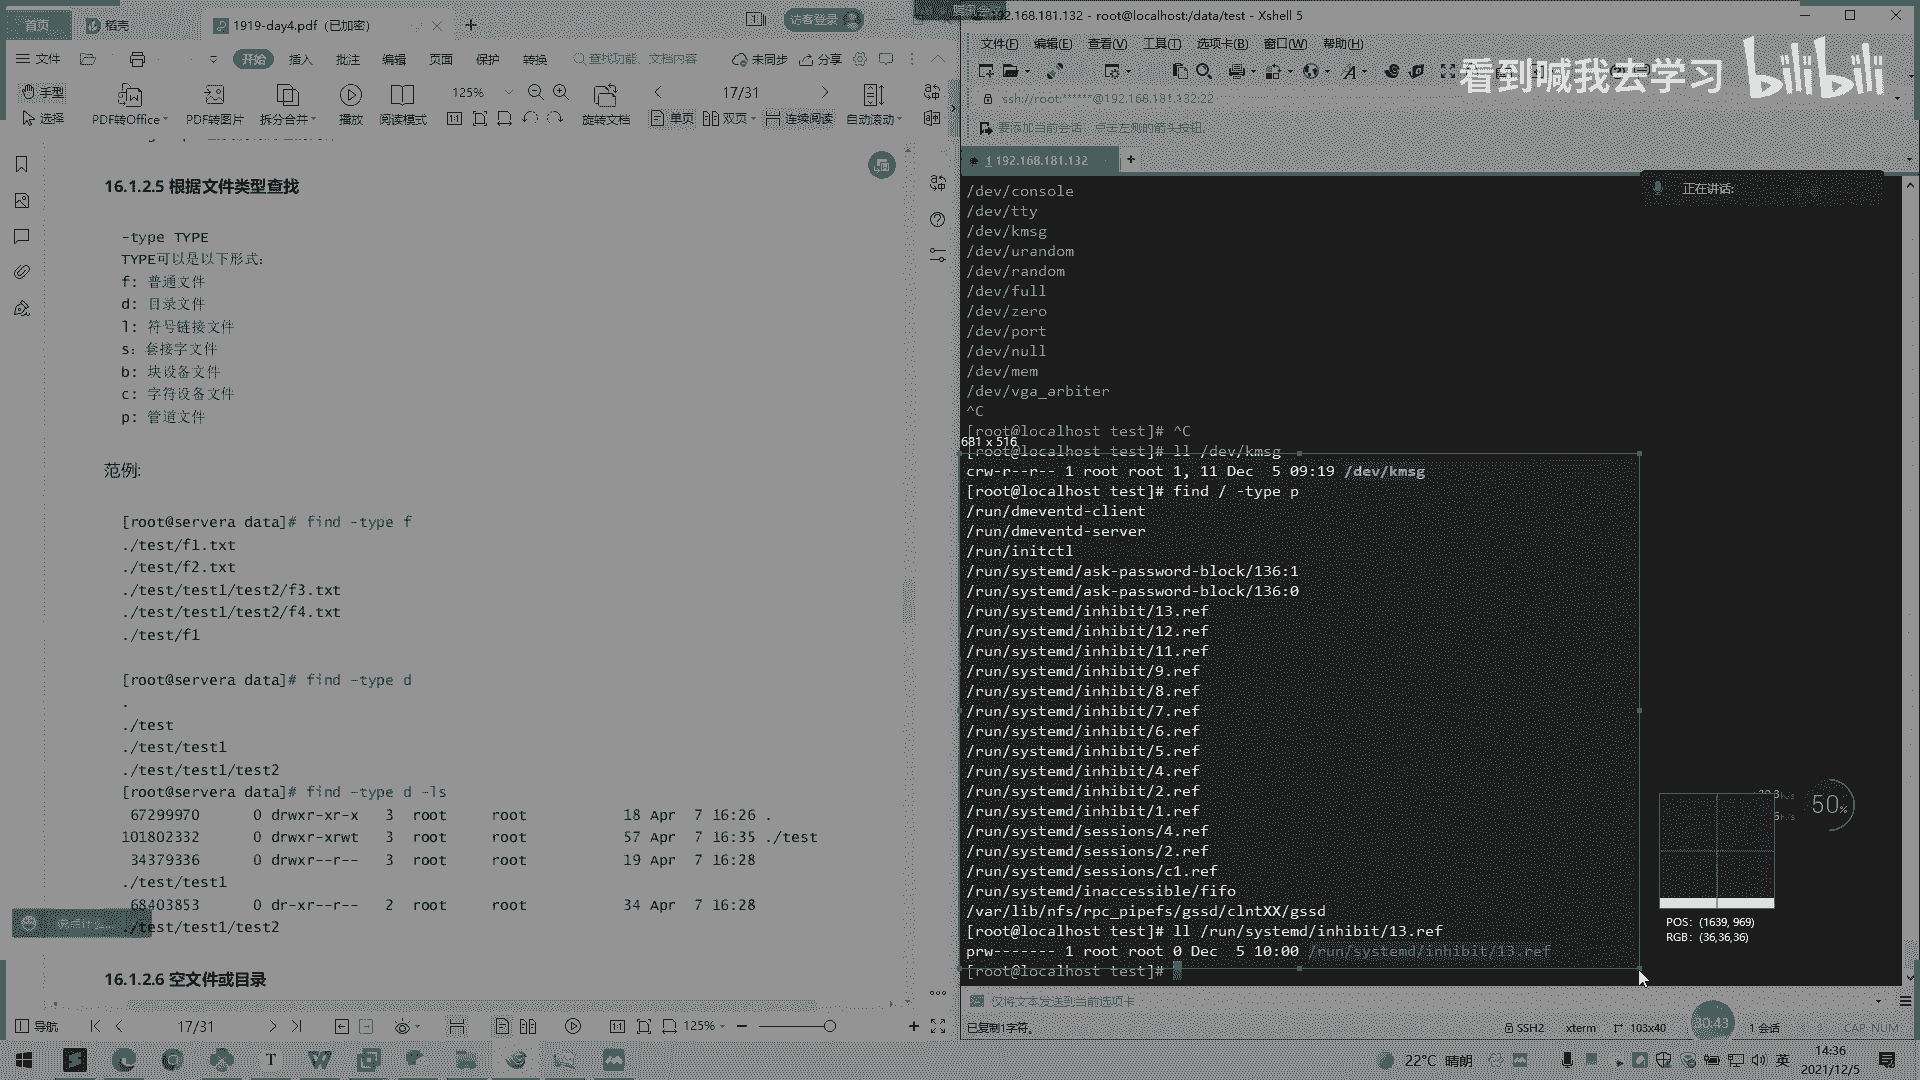 首页
稻壳
1919-day4.pdf (已加密)
访客登录
文件
开始
插入
批注
编辑
页面
保护
转换
查找功能、文档内容
未同步
分享
手型
选择
PDF转Office
PDF转图片
拆分合并
播放
阅读模式
125%
17/31
旋转文档
单页
双页
连续阅读
自动滚动
16.1.2.5 根据文件类型查找
-type TYPE
TYPE可以是以下形式:
f: 普通文件
d: 目录文件
l: 符号链接文件
s: 套接字文件
b: 块设备文件
c: 字符设备文件
p: 管道文件
范例:
[root@servera data]# find -type f
./test/f1.txt
./test/f2.txt
./test/test1/test2/f3.txt
./test/test1/test2/f4.txt
./test/f1
[root@servera data]# find -type d
.
./test
./test/test1
./test/test1/test2
[root@servera data]# find -type d -ls
67299970 0 drwxr-xr-x 3 root root 18 Apr 7 16:26 .
101802332 0 drwxr-xrwt 3 root root 57 Apr 7 16:35 ./test
34379336 0 drwxr--r-- 3 root root 19 Apr 7 16:28
./test/test1
68403853 0 dr-xr--r-- 2 root root 34 Apr 7 16:28
./test/test1/test2
16.1.2.6 空文件或目录
导航
17/31
125%
192.168.181.132 - root@localhost:/data/test - Xshell 5
文件(F) 编辑(E) 查看(V) 工具(T) 选项卡(B) 窗口(W) 帮助(H)
看到喊我去学习 bilibili
ssh://root:******@192.168.181.132:22
要添加当前会话，点击左侧的箭头按钮。
1 192.168.181.132
正在讲话:
/dev/console
/dev/tty
/dev/kmsg
/dev/urandom
/dev/random
/dev/full
/dev/zero
/dev/port
/dev/null
/dev/mem
/dev/vga_arbiter
^C
[root@localhost test]# ^C
681 x 516
[root@localhost test]# ll /dev/kmsg
crw-r--r-- 1 root root 1, 11 Dec 5 09:19 /dev/kmsg
[root@localhost test]# find / -type p
/run/dmeventd-client
/run/dmeventd-server
/run/initctl
/run/systemd/ask-password-block/136:1
/run/systemd/ask-password-block/136:0
/run/systemd/inhibit/13.ref
/run/systemd/inhibit/12.ref
/run/systemd/inhibit/11.ref
/run/systemd/inhibit/9.ref
/run/systemd/inhibit/8.ref
/run/systemd/inhibit/7.ref
/run/systemd/inhibit/6.ref
/run/systemd/inhibit/5.ref
/run/systemd/inhibit/4.ref
/run/systemd/inhibit/2.ref
/run/systemd/inhibit/1.ref
/run/systemd/sessions/4.ref
/run/systemd/sessions/2.ref
/run/systemd/sessions/c1.ref
/run/systemd/inaccessible/fifo
/var/lib/nfs/rpc_pipefs/gssd/clntXX/gssd
[root@localhost test]# ll /run/systemd/inhibit/13.ref
prw------- 1 root root 0 Dec 5 10:00 /run/systemd/inhibit/13.ref
[root@localhost test]#
50%
POS: (1639, 969)
RGB: (36,36,36)
仅将文本发送到当前选项卡
已复制1字符。
SSH2
xterm
103x40
30:43
1 会话
CAP NUM
22°C 晴朗
英
14:36
2021/12/5